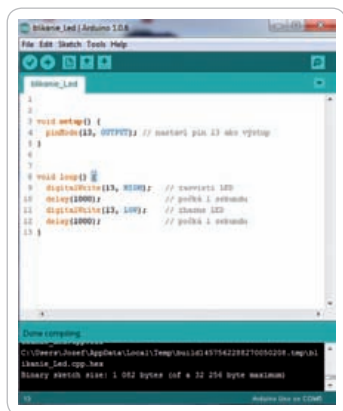 blikanie_Led | Arduino 1.0.6
File Edit Sketch Tools Help
blikanie_Led
1
2
3 void setup() {
4 pinMode(13, OUTPUT); // nastaví pin 13 ako výstup
5 }
6
7
8 void loop() {
9 digitalWrite(13, HIGH); // rozsvieti LED
10 delay(1000); // počká 1 sekundu
11 digitalWrite(13, LOW); // zhasne LED
12 delay(1000); // počká 1 sekundu
13 }
Done compiling.
C:\Users\Josef\AppData\Local\Temp\build1457562288270050208.tmp\bl
ikanie_Led.cpp.hex
Binary sketch size: 1 082 bytes (of a 32 256 byte maximum)
10
Arduino Uno on COM5